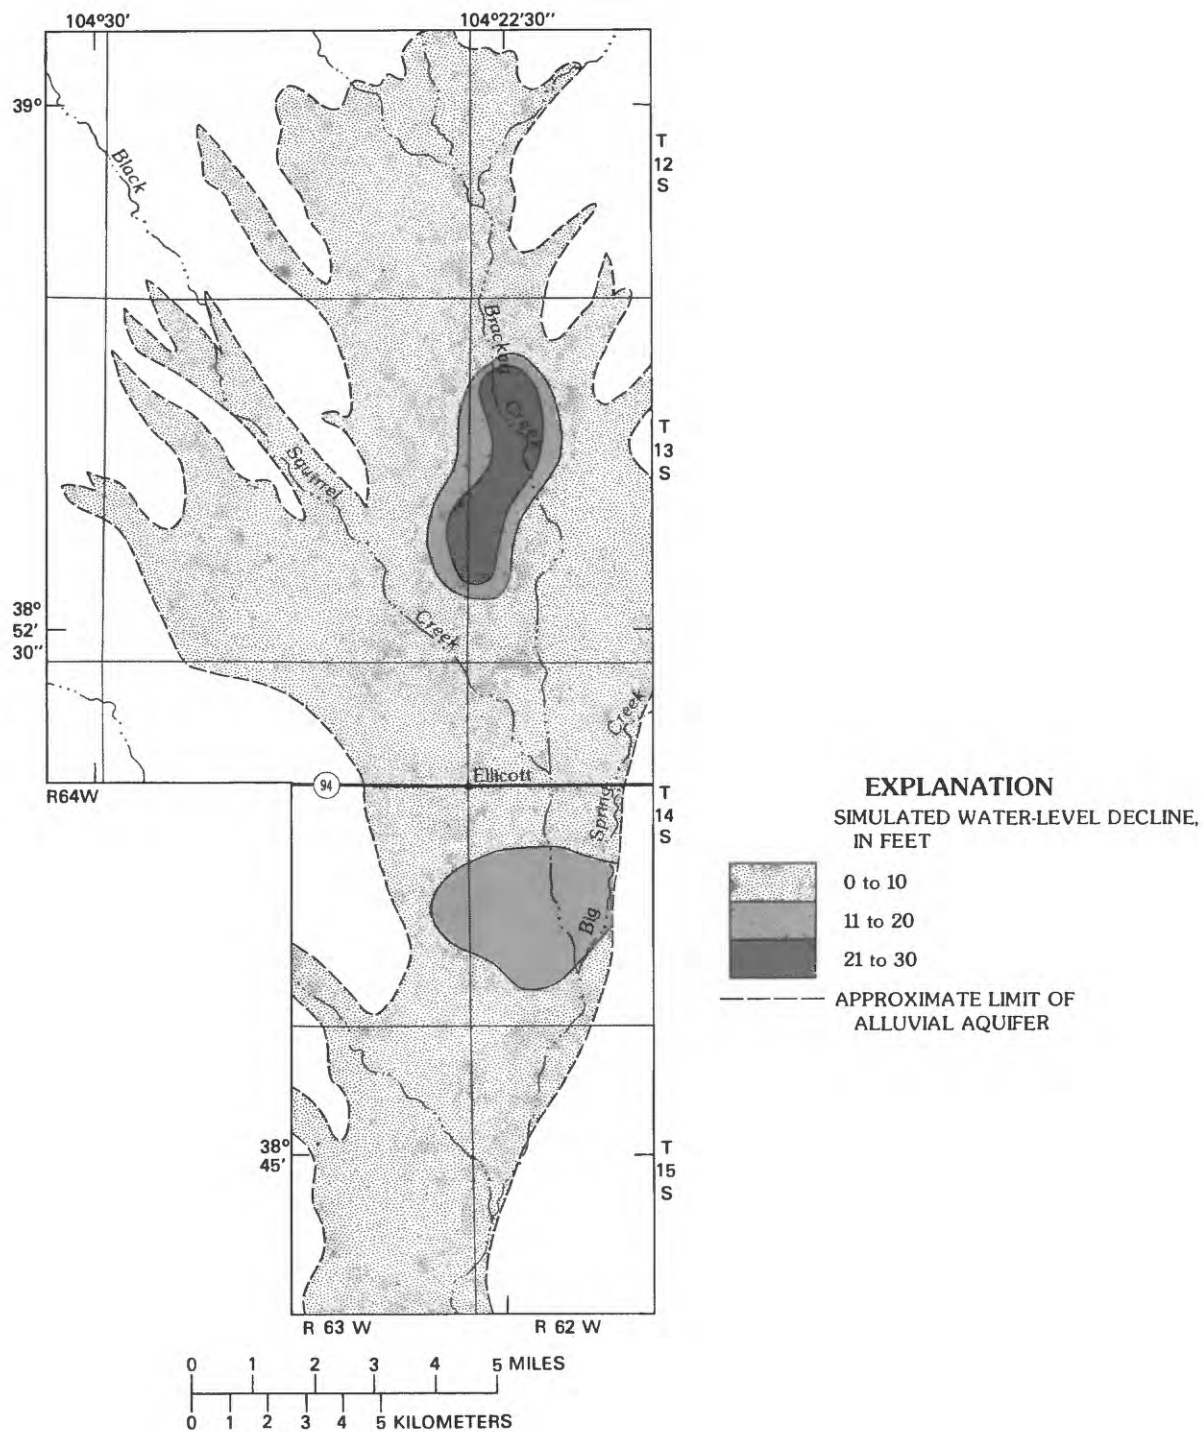 104°30'
104°22'30''
39°
T
12
S
Black
Bracken
Creek
T
13
S
Squirrel
Creek
38°
52'
30''
Creek
94
Ellicott
R64W
T
14
S
Spring
Big
EXPLANATION
SIMULATED WATER-LEVEL DECLINE,
IN FEET
0 to 10
11 to 20
21 to 30
APPROXIMATE LIMIT OF
ALLUVIAL AQUIFER
38°
45'
T
15
S
R 63 W
R 62 W
0 1 2 3 4 5 MILES
0 1 2 3 4 5 KILOMETERS